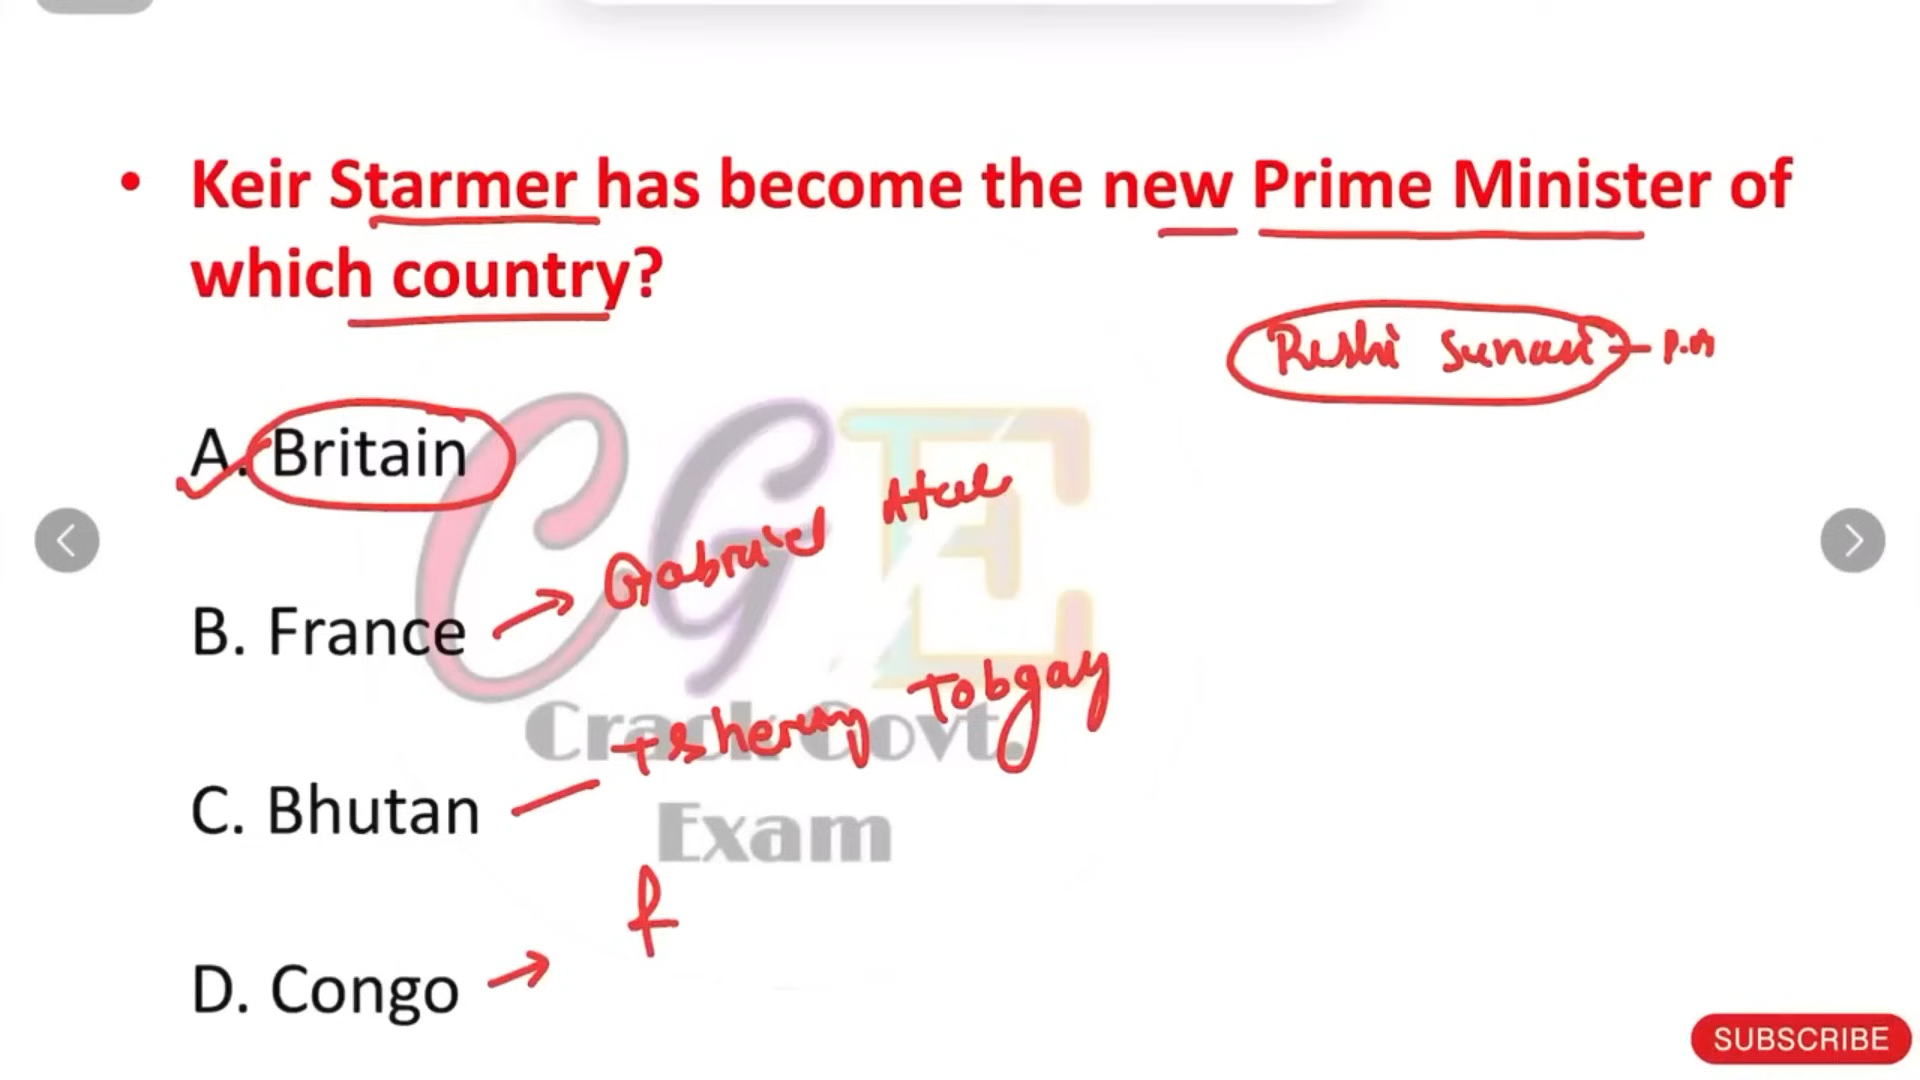 • Keir Starmer has become the new Prime Minister of
which country?
Rishi Sunak - P.M
A. Britain
Gabriel Attal
B. France
Tshering Tobgay
C. Bhutan
D. Congo
CGE
Crack Govt.
Exam
SUBSCRIBE